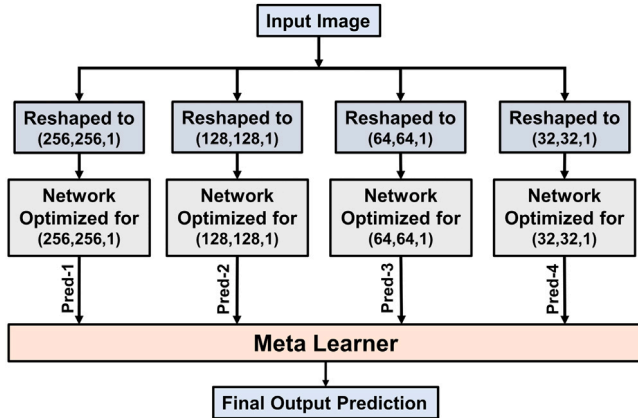 Input Image
Reshaped to
(256,256,1)
Reshaped to
(128,128,1)
Reshaped to
(64,64,1)
Reshaped to
(32,32,1)
Network
Optimized for
(256,256,1)
Network
Optimized for
(128,128,1)
Network
Optimized for
(64,64,1)
Network
Optimized for
(32,32,1)
Pred-1
Pred-2
Pred-3
Pred-4
Meta Learner
Final Output Prediction